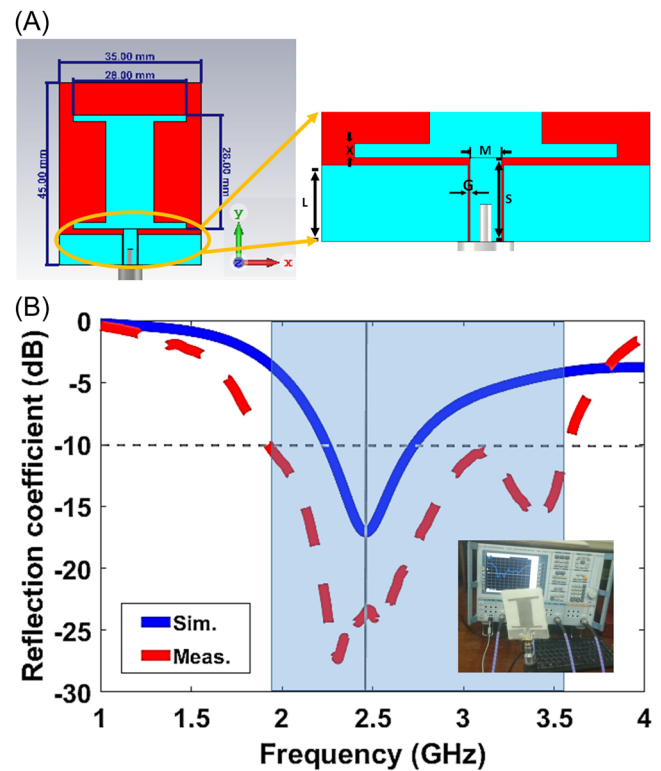 (A)
35.00 mm
28.00 mm
45.00 mm
28.00 mm
y
z
x
X
M
G
L
S
(B)
Reflection coefficient (dB)
0
-5
-10
-15
-20
-25
-30
Sim.
Meas.
1
1.5
2
2.5
3
3.5
4
Frequency (GHz)